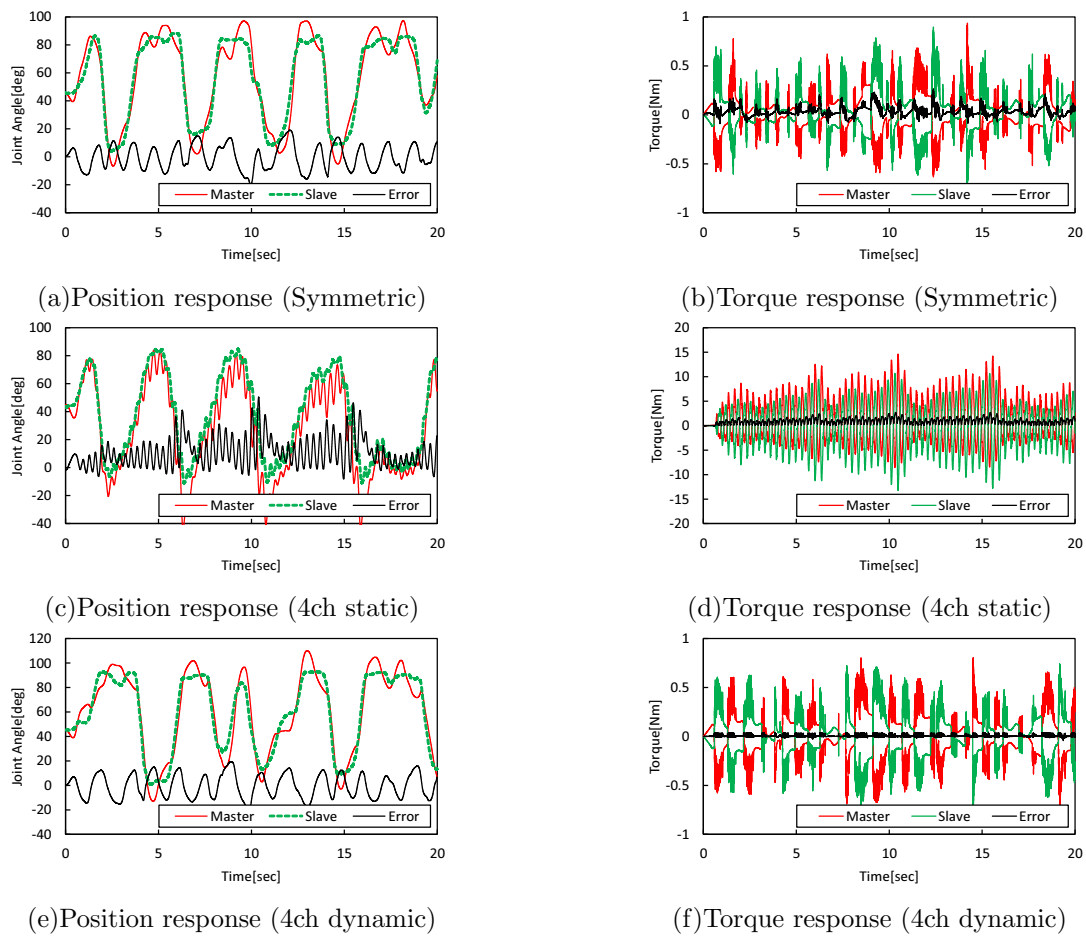 100
80
60
40
20
0
-20
-40
Joint Angle[deg]
Master Slave Error
0 5 10 15 20
Time[sec]
(a)Position response (Symmetric)
1
0.5
0
-0.5
-1
Torque[Nm]
Master Slave Error
0 5 10 15 20
Time[sec]
(b)Torque response (Symmetric)
100
80
60
40
20
0
-20
-40
Joint Angle[deg]
Master Slave Error
0 5 10 15 20
Time[sec]
(c)Position response (4ch static)
20
15
10
5
0
-5
-10
-15
-20
Torque[Nm]
Master Slave Error
0 5 10 15 20
Time[sec]
(d)Torque response (4ch static)
120
100
80
60
40
20
0
-20
-40
Joint Angle[deg]
Master Slave Error
0 5 10 15 20
Time[sec]
(e)Position response (4ch dynamic)
1
0.5
0
-0.5
-1
Torque[Nm]
Master Slave Error
0 5 10 15 20
Time[sec]
(f)Torque response (4ch dynamic)